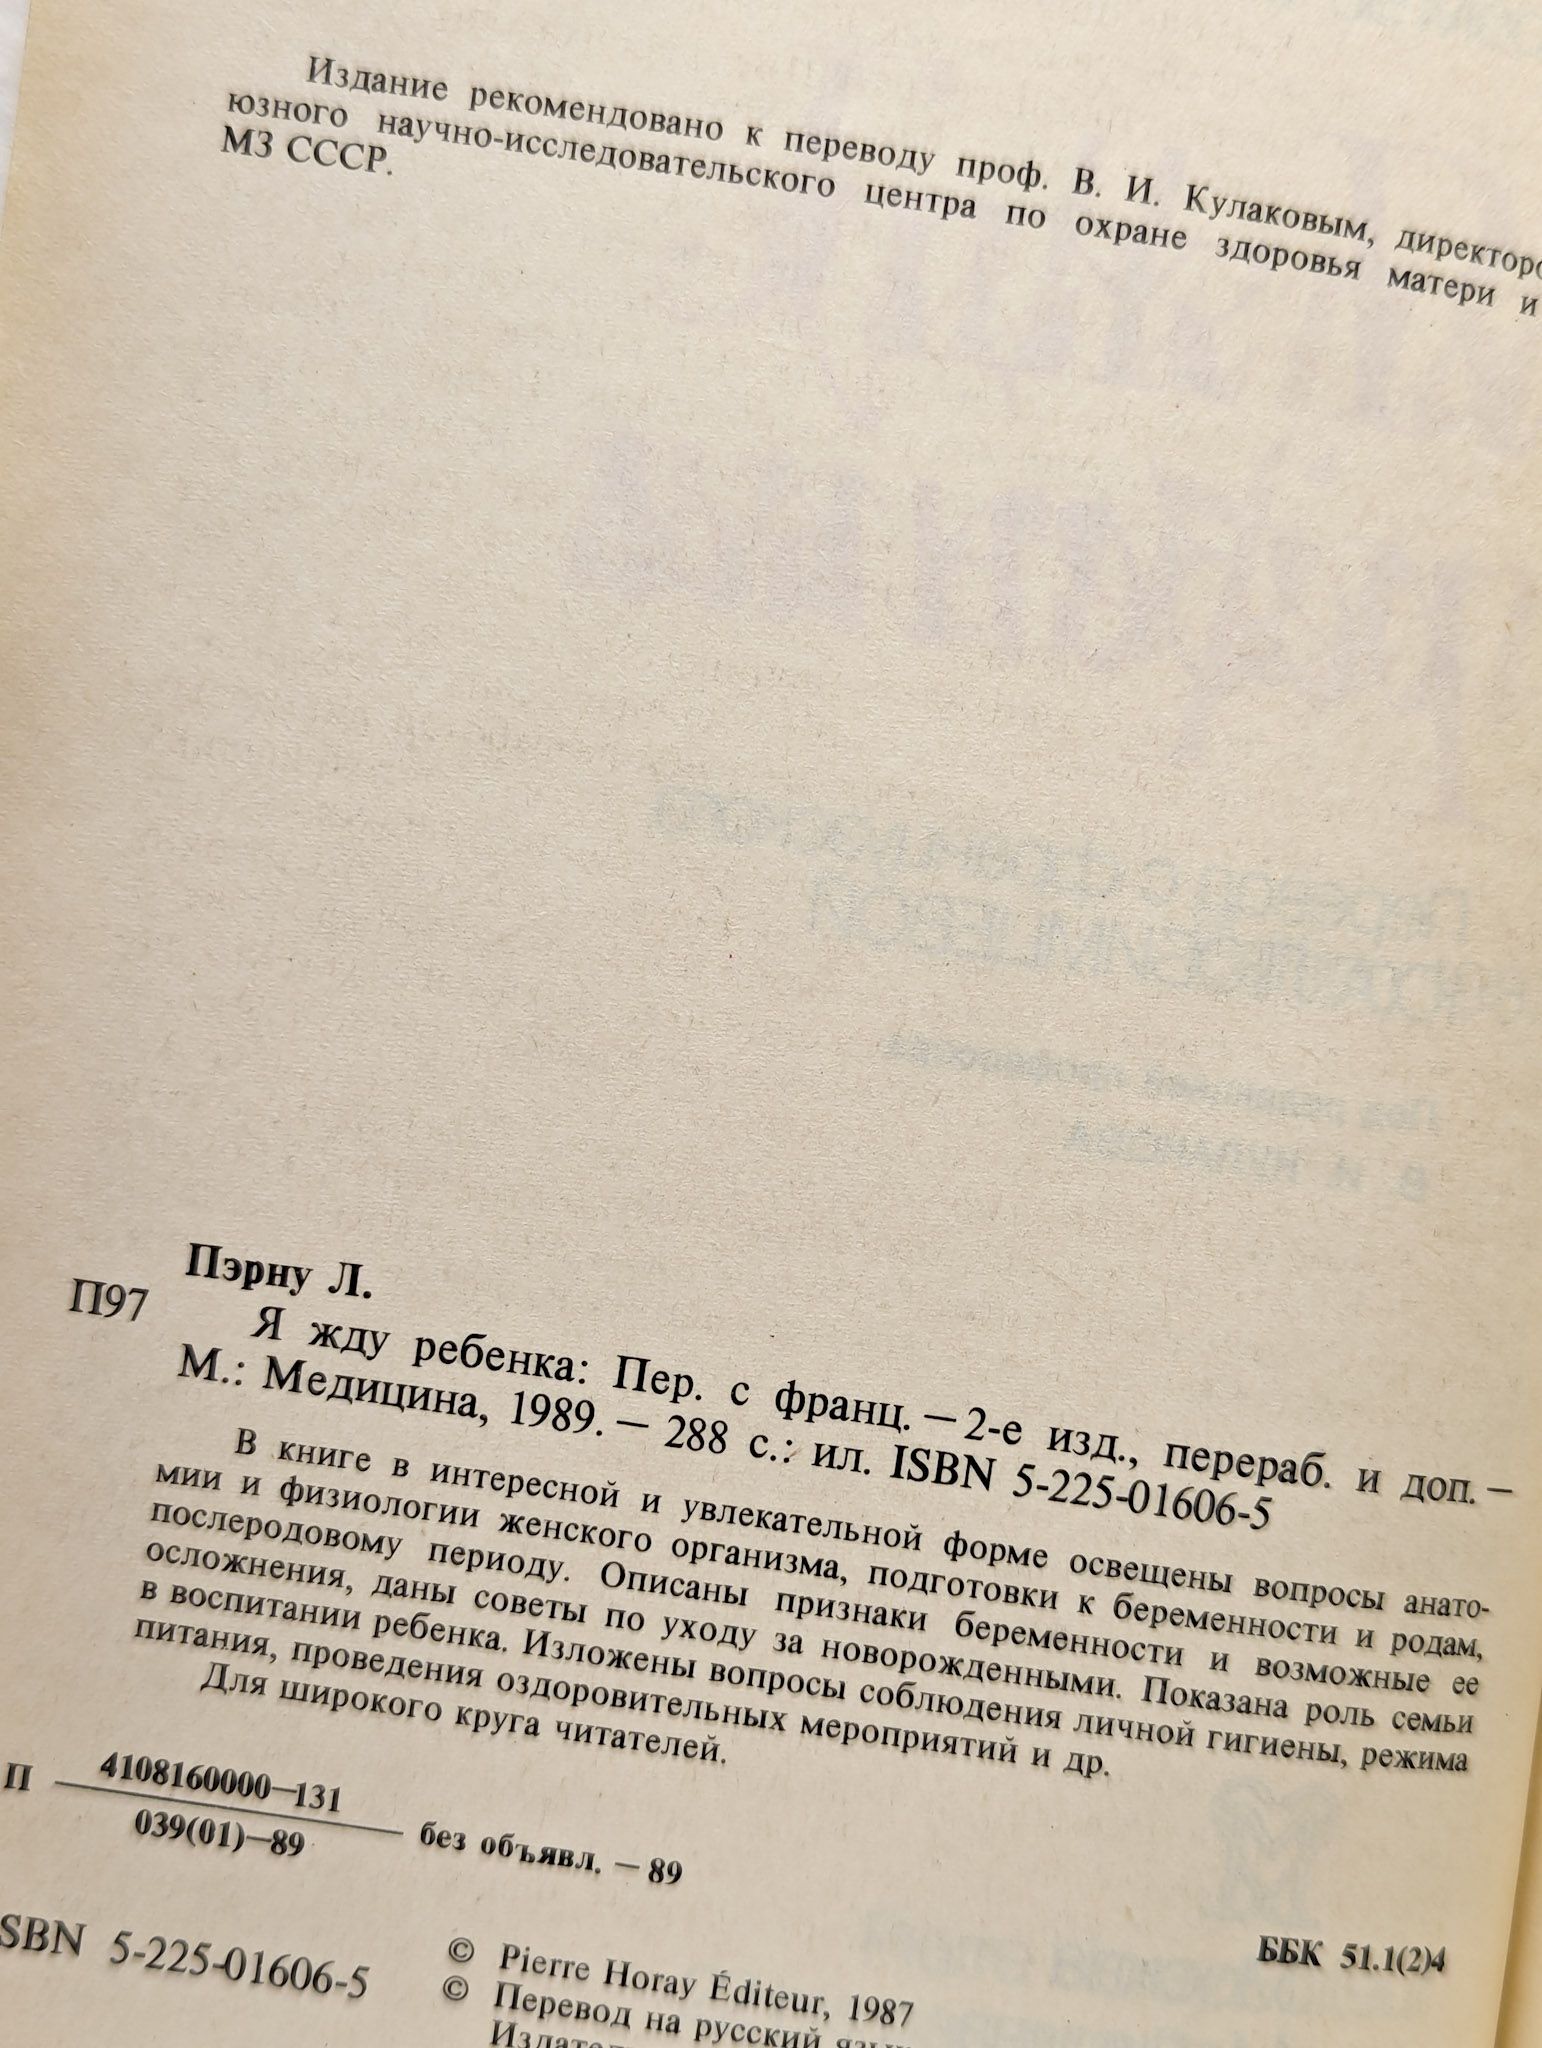 Издание рекомендовано к переводу проф. В. И. Кулаковым, директоро
юзного научно-исследовательского центра по охране здоровья матери и
МЗ СССР.
Пэрну Л.
П97
Я жду ребенка: Пер. с франц. — 2-е изд., перераб. и доп. —
М.: Медицина, 1989. — 288 с.: ил. ISBN 5-225-01606-5
В книге в интересной и увлекательной форме освещены вопросы анато-
мии и физиологии женского организма, подготовки к беременности и родам,
послеродовому периоду. Описаны признаки беременности и возможные ее
осложнения, даны советы по уходу за новорожденными. Показана роль семьи
в воспитании ребенка. Изложены вопросы соблюдения личной гигиены, режима
питания, проведения оздоровительных мероприятий и др.
Для широкого круга читателей.
П 4108160000—131
039(01)—89 без объявл. — 89
ББК 51.1(2)4
SBN 5-225-01606-5
© Pierre Horay Éditeur, 1987
© Перевод на русский